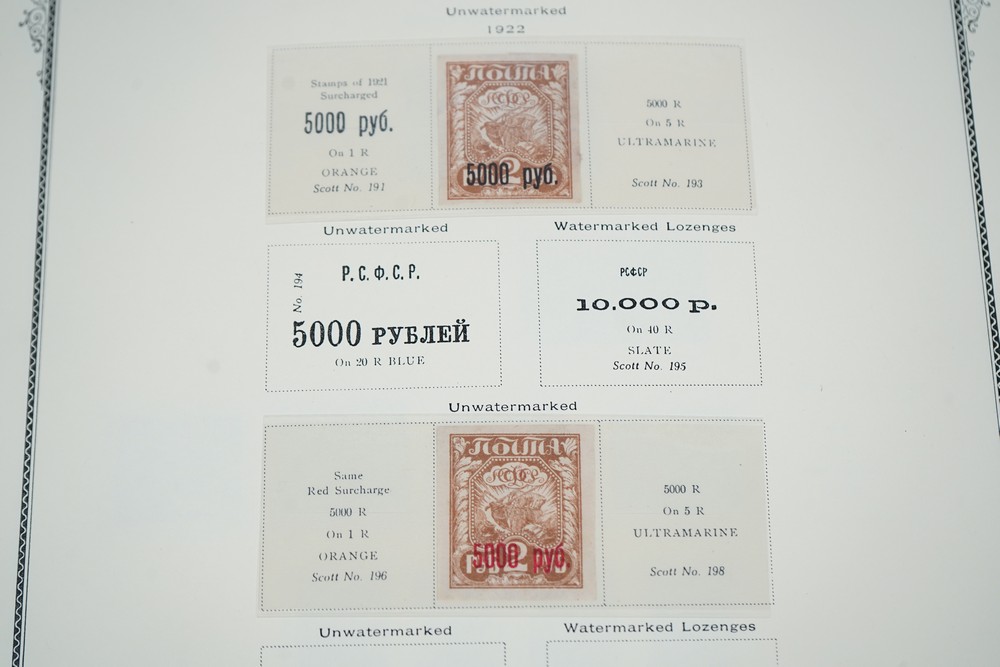 Unwatermarked
1922
Stamps of 1921
Surcharged
5000 руб.
On 1 R
ORANGE
Scott No. 191
ПОЧТА
5000 руб.
5000 R
On 5 R
ULTRAMARINE
Scott No. 193
Unwatermarked
No. 194
Р.С.Ф.С.Р.
5000 РУБЛЕЙ
On 20 R BLUE
Watermarked Lozenges
РСФСР
10.000 р.
On 40 R
SLATE
Scott No. 195
Unwatermarked
Same
Red Surcharge
5000 R
On 1 R
ORANGE
Scott No. 196
ПОЧТА
5000 руб.
2
5000 R
On 5 R
ULTRAMARINE
Scott No. 198
Unwatermarked
Watermarked Lozenges